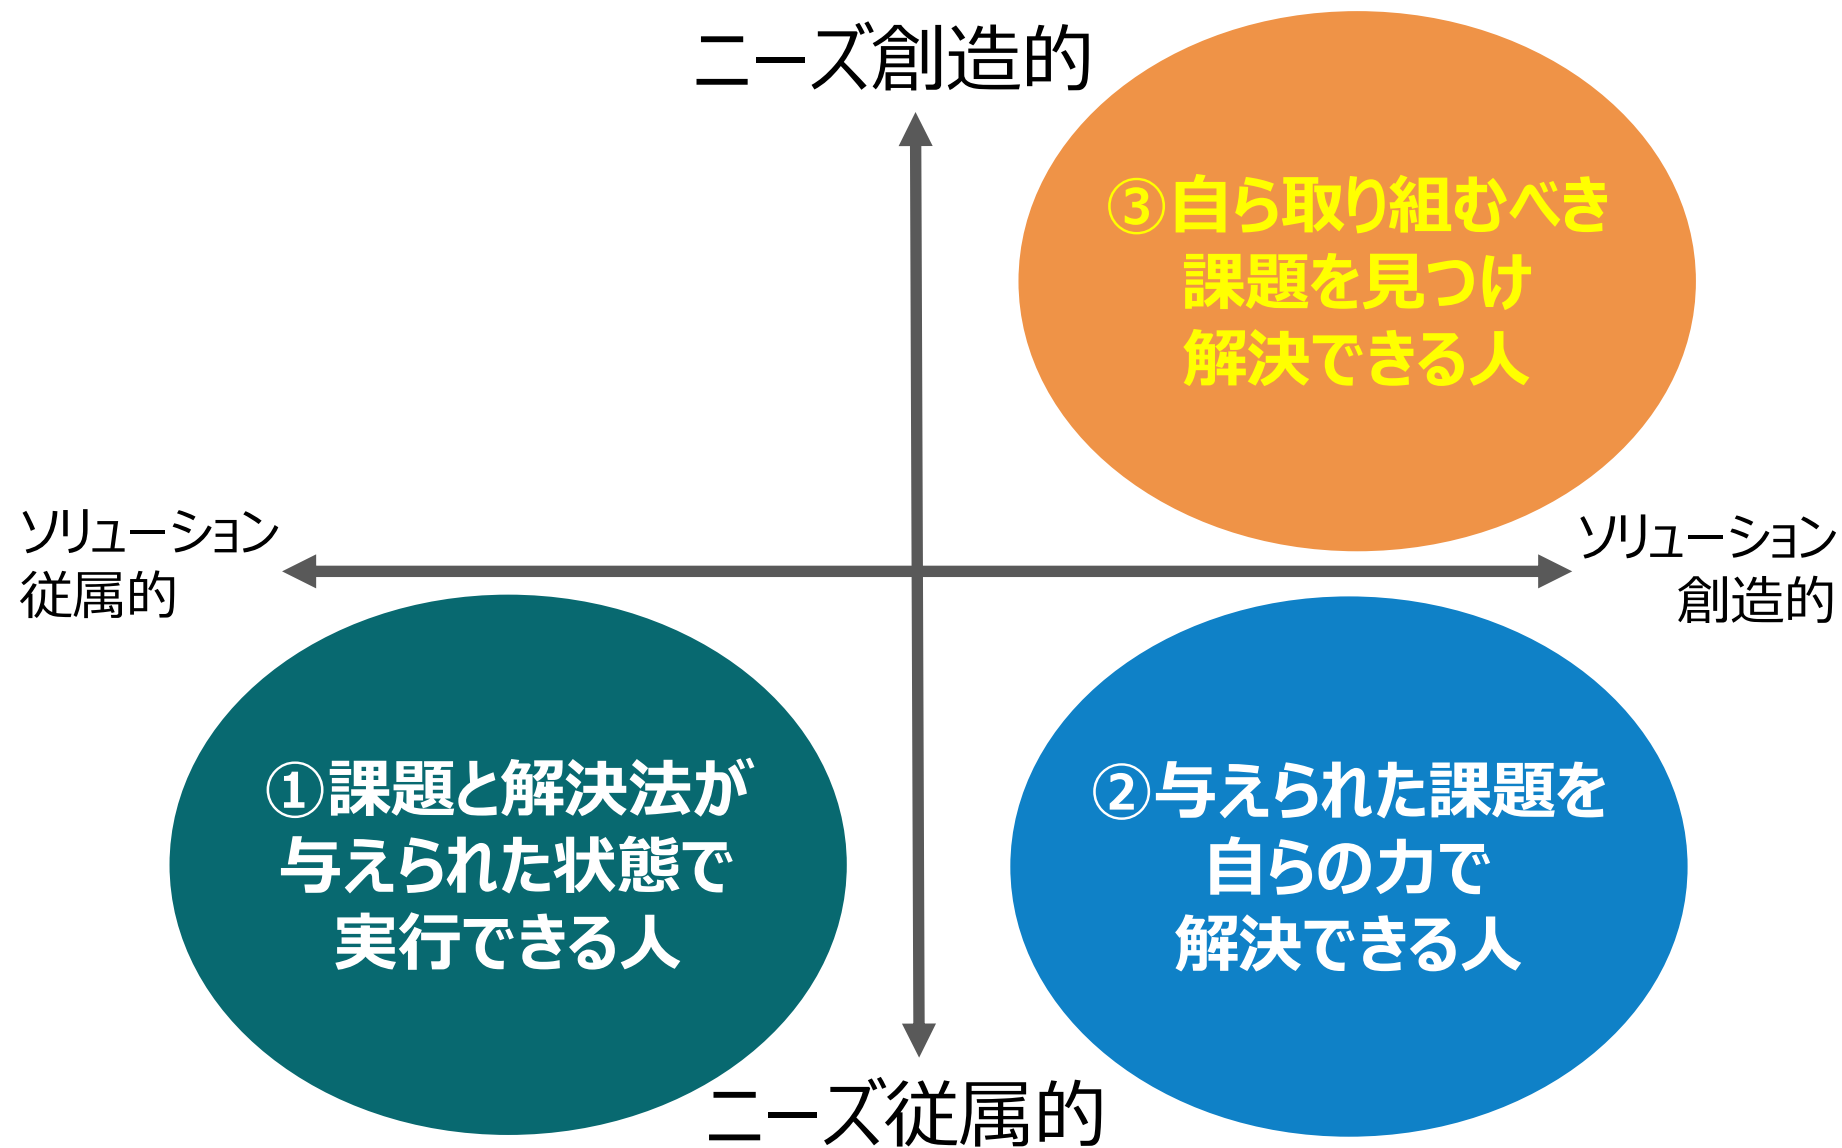 ニーズ創造的
③自ら取り組むべき
課題を見つけ
解決できる人
ソリューション
従属的
ソリューション
創造的
①課題と解決法が
与えられた状態で
実行できる人
②与えられた課題を
自らの力で
解決できる人
ニーズ従属的